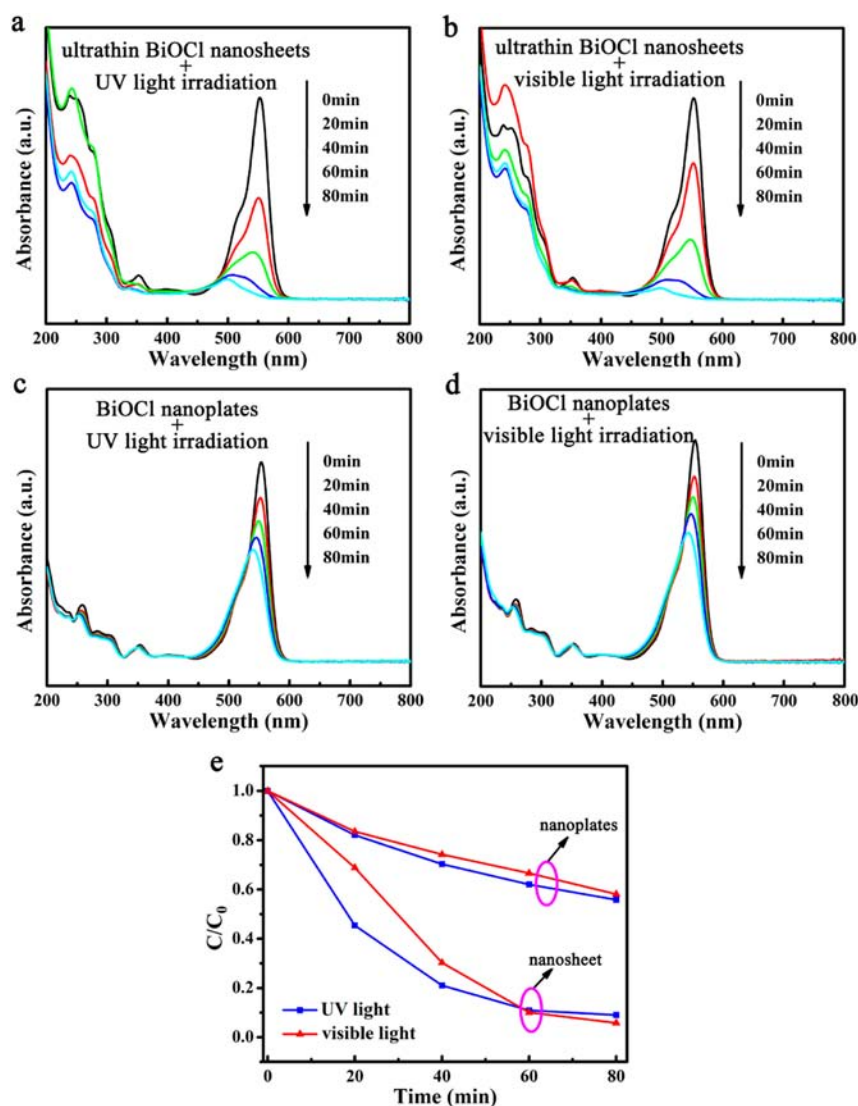 a
ultrathin BiOCl nanosheets
+
UV light irradiation
0min
20min
40min
60min
80min
Absorbance (a.u.)
200 300 400 500 600 700 800
Wavelength (nm)
b
ultrathin BiOCl nanosheets
+
visible light irradiation
0min
20min
40min
60min
80min
Absorbance (a.u.)
200 300 400 500 600 700 800
Wavelength (nm)
c
BiOCl nanoplates
+
UV light irradiation
0min
20min
40min
60min
80min
Absorbance (a.u.)
200 300 400 500 600 700 800
Wavelength (nm)
d
BiOCl nanoplates
+
visible light irradiation
0min
20min
40min
60min
80min
Absorbance (a.u.)
200 300 400 500 600 700 800
Wavelength (nm)
e
1.0
0.8
0.6
0.4
0.2
0.0
C/C0
nanoplates
nanosheet
UV light
visible light
0 20 40 60 80
Time (min)